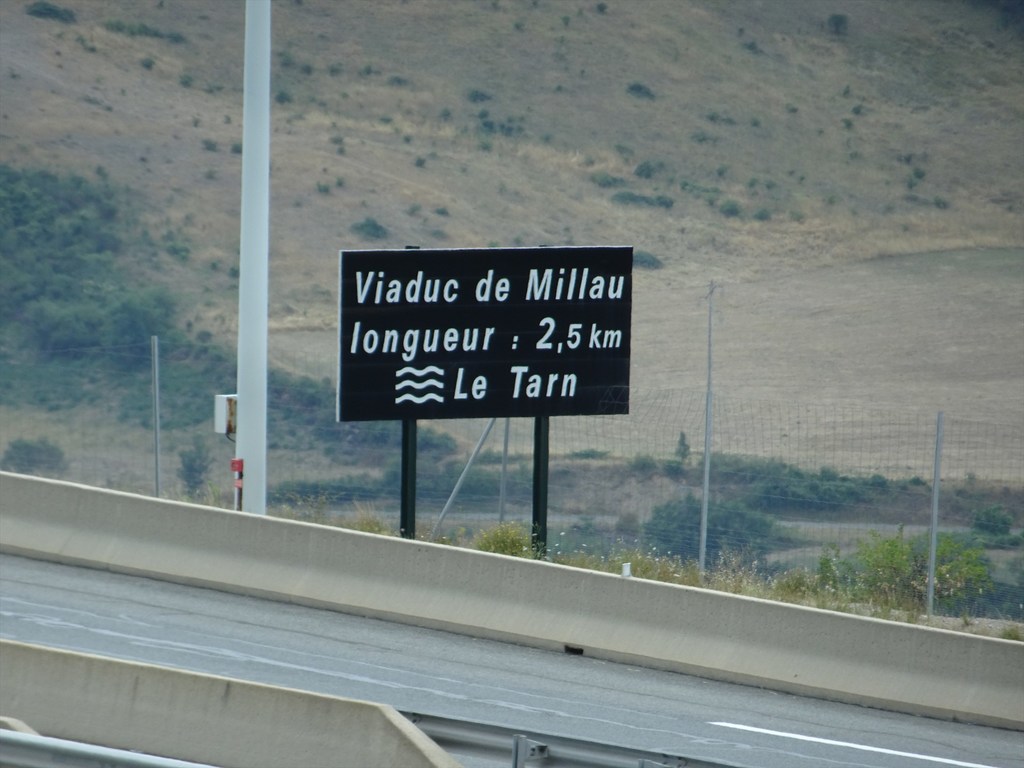 Viaduc de Millau
longueur : 2,5 km
Le Tarn